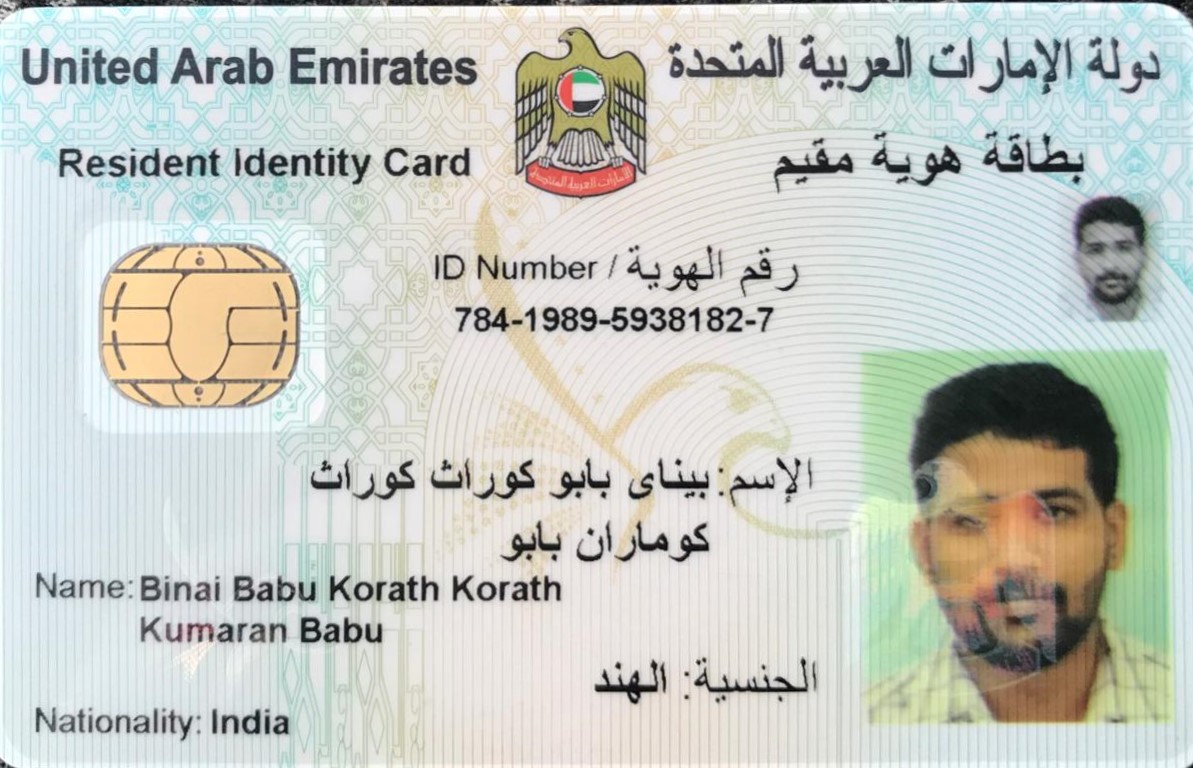 United Arab Emirates
دولة الإمارات العربية المتحدة
Resident Identity Card
بطاقة هوية مقيم
الإمارات العربية المتحدة
ID Number / رقم الهوية
784-1989-5938182-7
الإسم: بيناى بابو كوراث كوراث
كوماران بابو
Name: Binai Babu Korath Korath
Kumaran Babu
الجنسية: الهند
Nationality: India